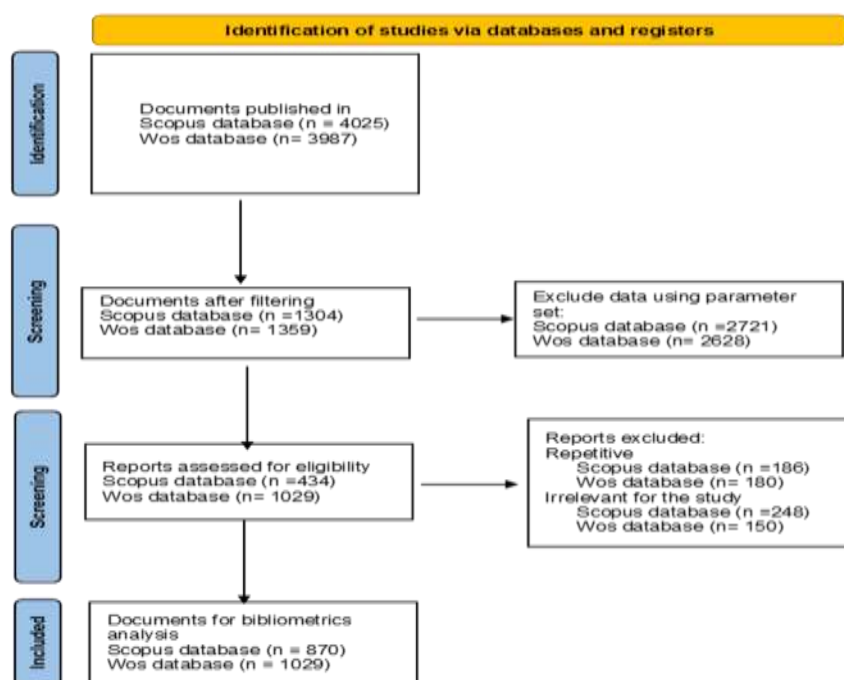 Identification of studies via databases and registers
Identification
Documents published in
Scopus database (n = 4025)
Wos database (n= 3987)
Screening
Documents after filtering
Scopus database (n =1304)
Wos database (n= 1359)
Exclude data using parameter
set:
Scopus database (n =2721)
Wos database (n= 2628)
Screening
Reports assessed for eligibility
Scopus database (n =434)
Wos database (n = 1029)
Reports excluded:
Repetitive
Scopus database (n =186)
Wos database (n= 180)
Irrelevant for the study
Scopus database (n =248)
Wos database (n= 150)
Included
Documents for bibliometrics
analysis
Scopus database (n = 870)
Wos database (n = 1029)